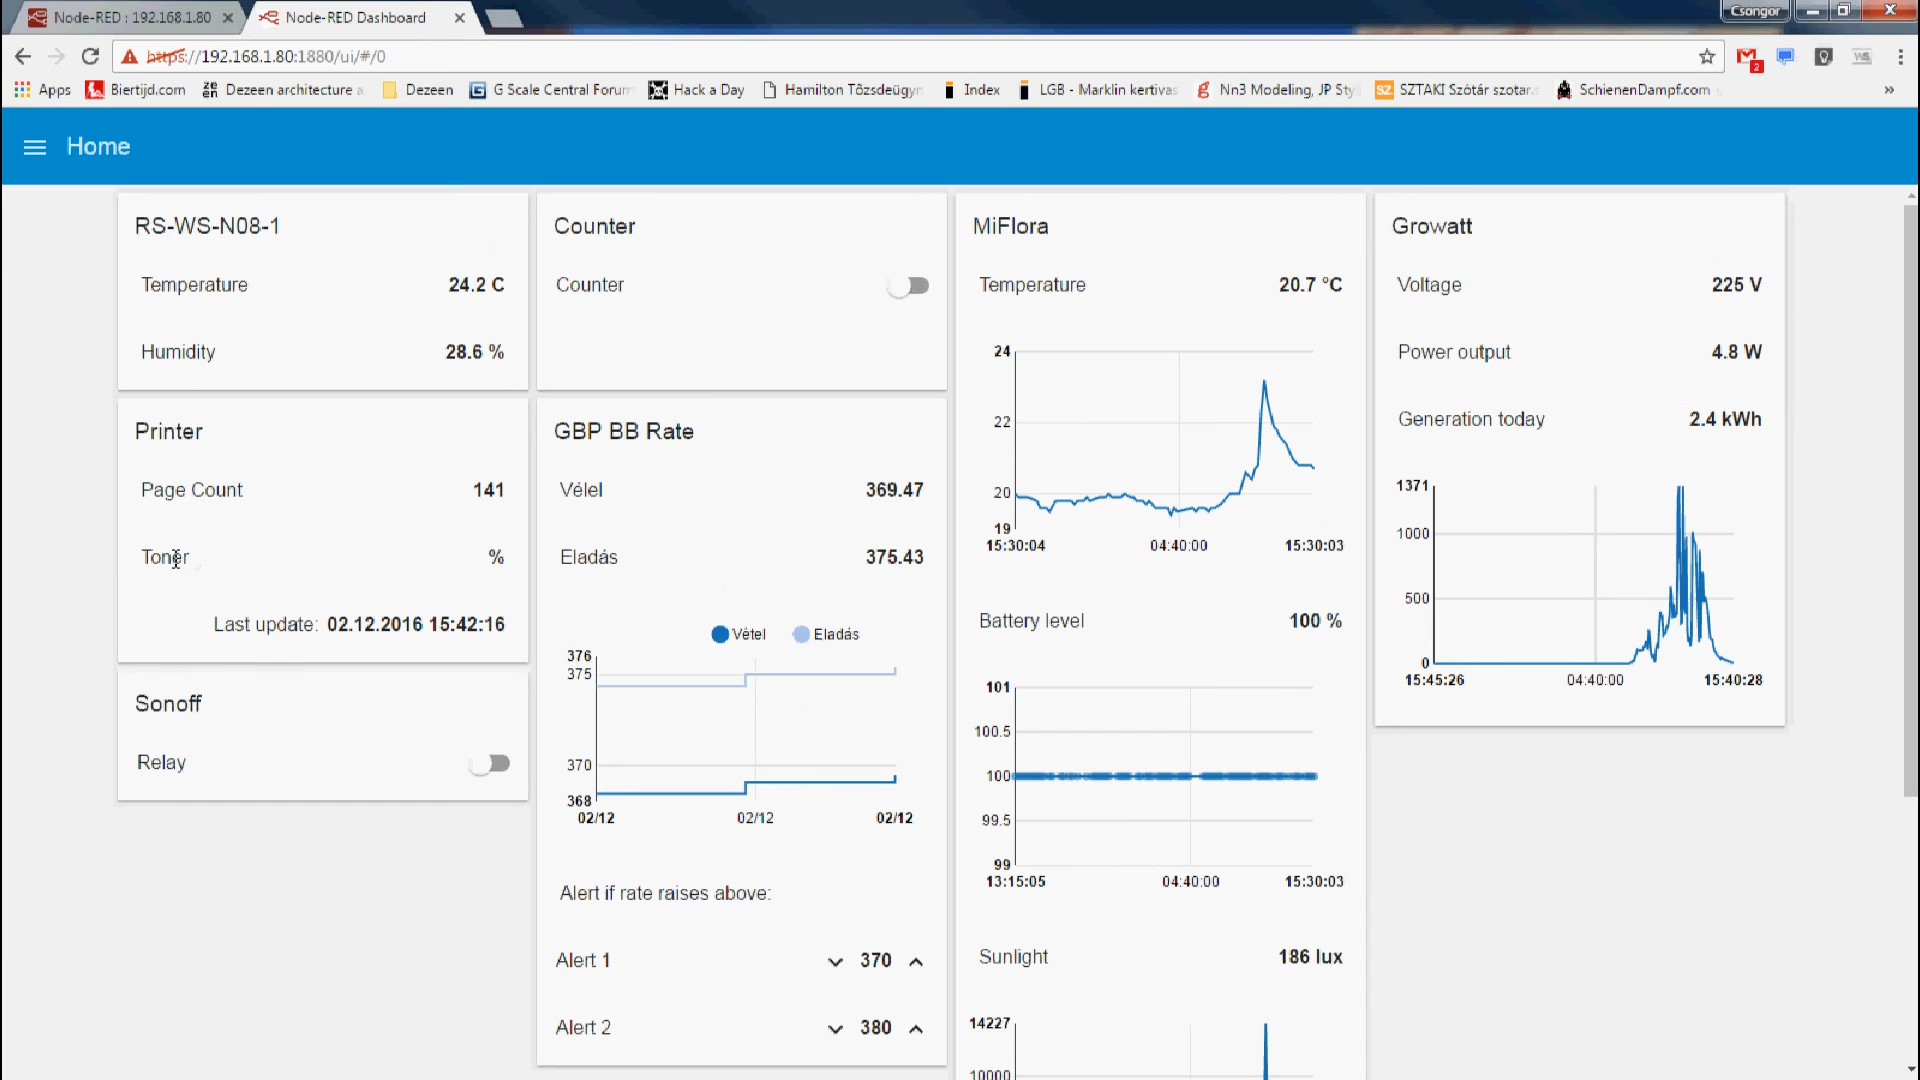 Node-RED : 192.168.1.80
Node-RED Dashboard
Csongor
https://192.168.1.80:1880/ui/#/0
2
Apps
Biertijd.com
Dezeen architecture a
Dezeen
G Scale Central Forum
Hack a Day
Hamilton Tõzsdeügyn
Index
LGB - Marklin kertivas
Nn3 Modeling, JP Sty
SZTAKI Szótár szotar.s
SchienenDampf.com
»
Home
RS-WS-N08-1
Temperature 24.2 C
Humidity 28.6 %
Printer
Page Count 141
Toner %
Last update: 02.12.2016 15:42:16
Sonoff
Relay
Counter
Counter
GBP BB Rate
Vélel 369.47
Eladás 375.43
Vétel Eladás
376
375
370
368
02/12 02/12 02/12
Alert if rate raises above:
Alert 1 370
Alert 2 380
MiFlora
Temperature 20.7 °C
24
22
20
19
15:30:04 04:40:00 15:30:03
Battery level 100 %
101
100.5
100
99.5
99
13:15:05 04:40:00 15:30:03
Sunlight 186 lux
14227
10000
Growatt
Voltage 225 V
Power output 4.8 W
Generation today 2.4 kWh
1371
1000
500
0
15:45:26 04:40:00 15:40:28